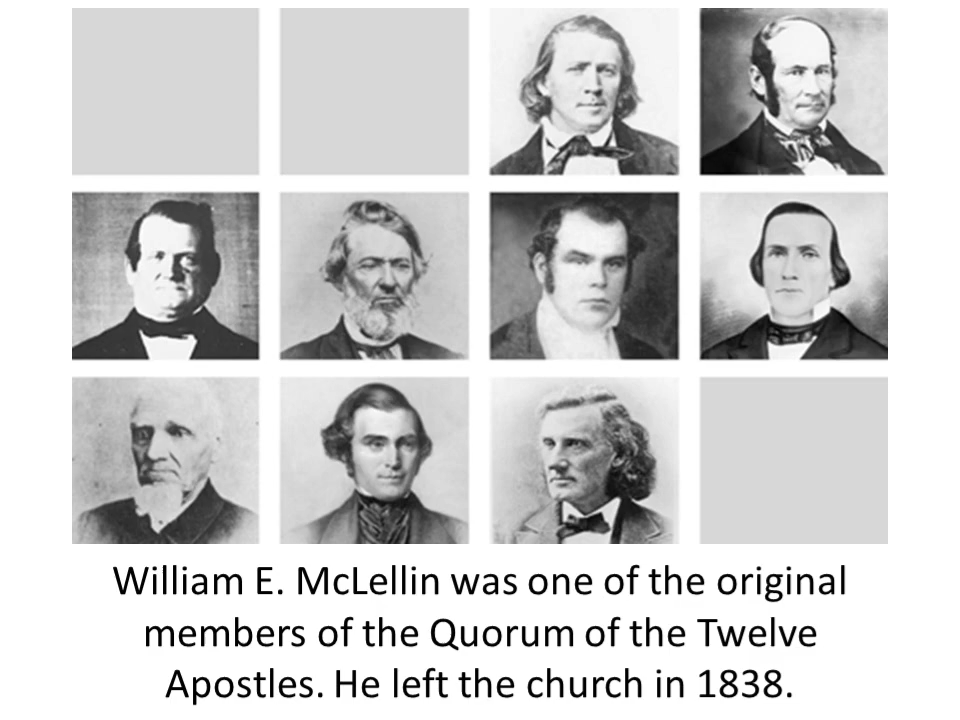 William E. McLellin was one of the original
members of the Quorum of the Twelve
Apostles. He left the church in 1838.